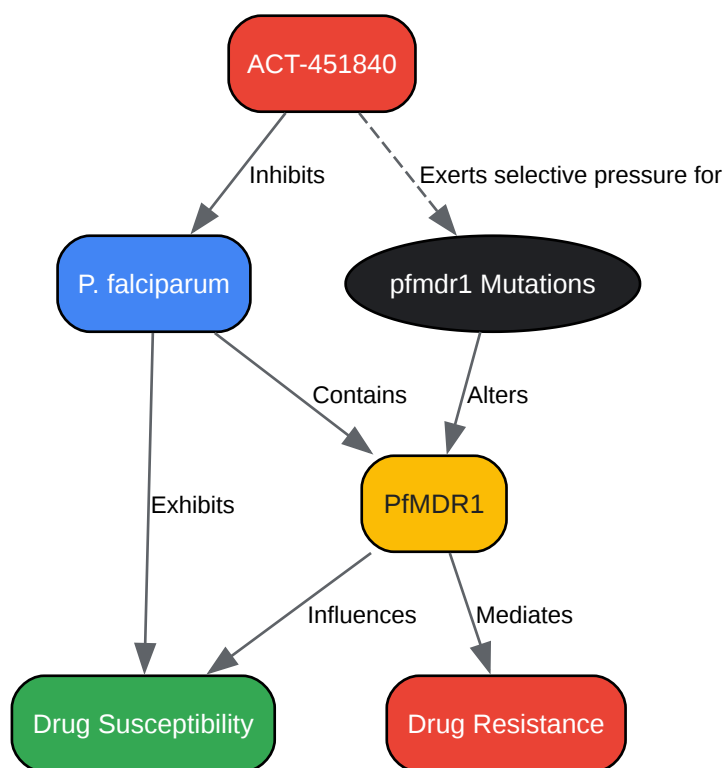 ACT-451840
Inhibits
Exerts selective pressure for
P. falciparum
pfmdr1 Mutations
Contains
Alters
PfMDR1
Exhibits
Influences
Mediates
Drug Susceptibility
Drug Resistance